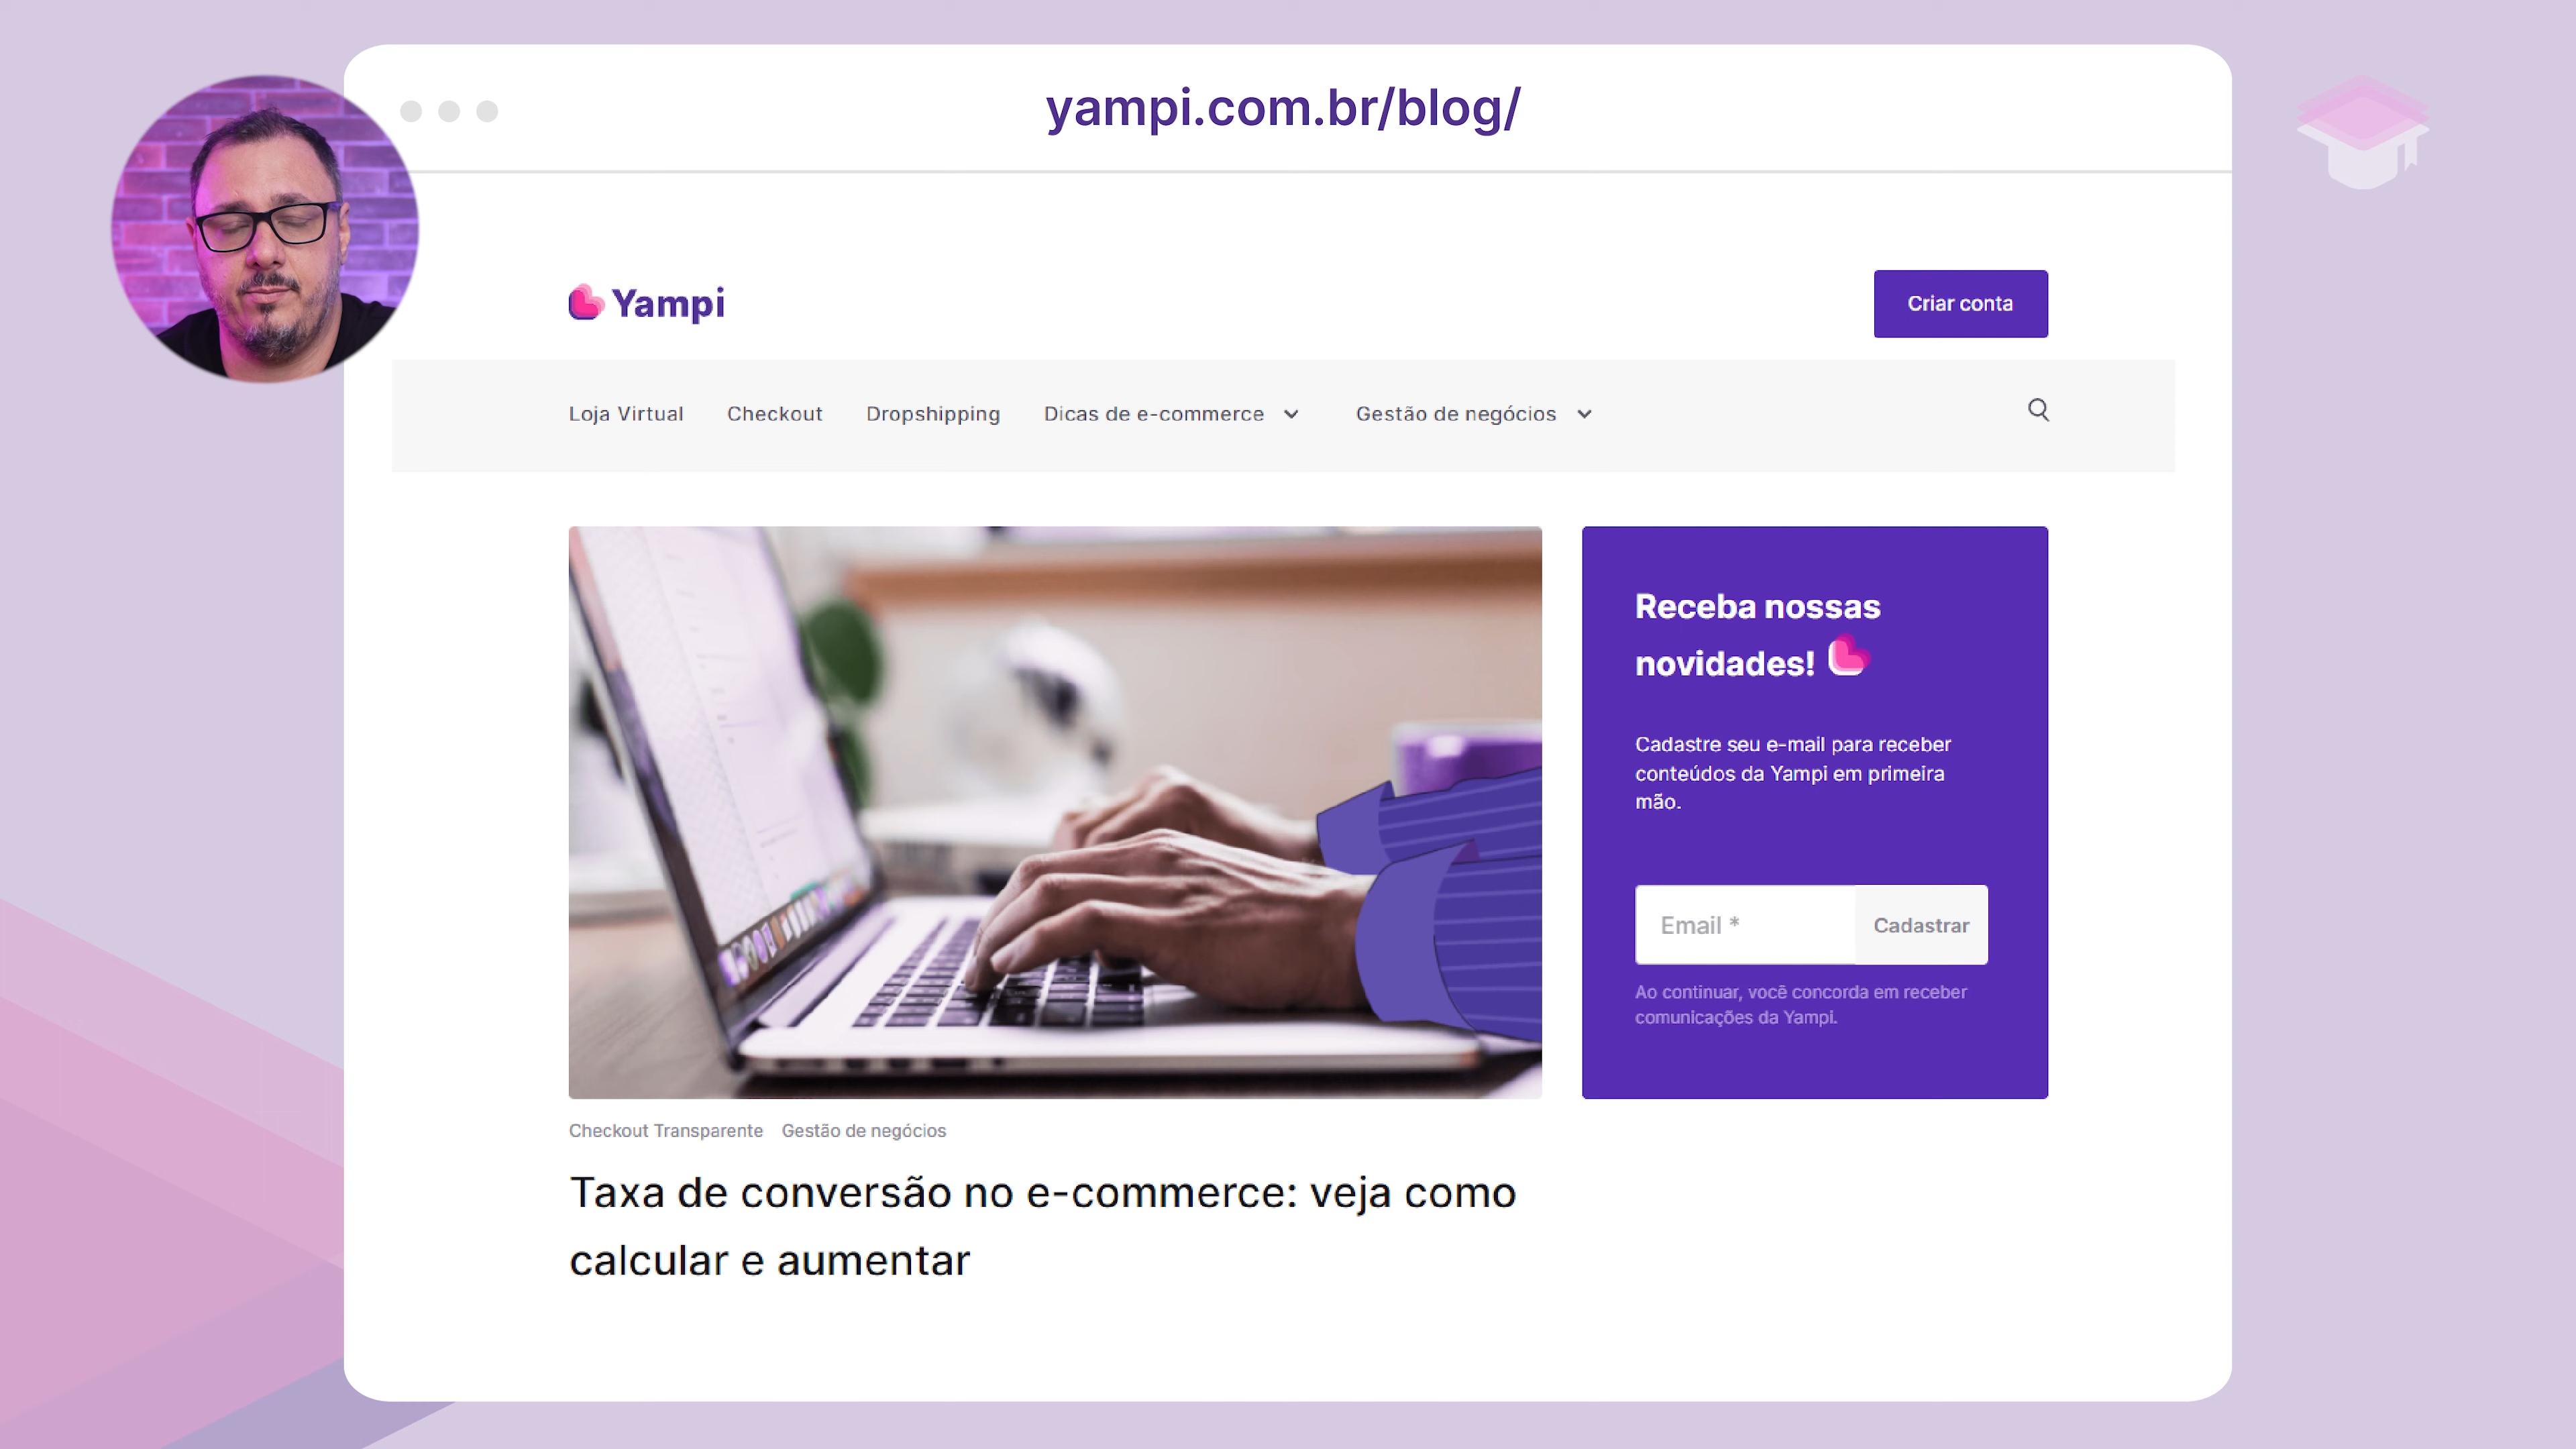 yampi.com.br/blog/
Yampi
Criar conta
Loja Virtual Checkout Dropshipping Dicas de e-commerce Gestão de negócios
Receba nossas
novidades!
Cadastre seu e-mail para receber
conteúdos da Yampi em primeira
mão.
Email * Cadastrar
Ao continuar, você concorda em receber
comunicações da Yampi.
Checkout Transparente Gestão de negócios
Taxa de conversão no e-commerce: veja como
calcular e aumentar